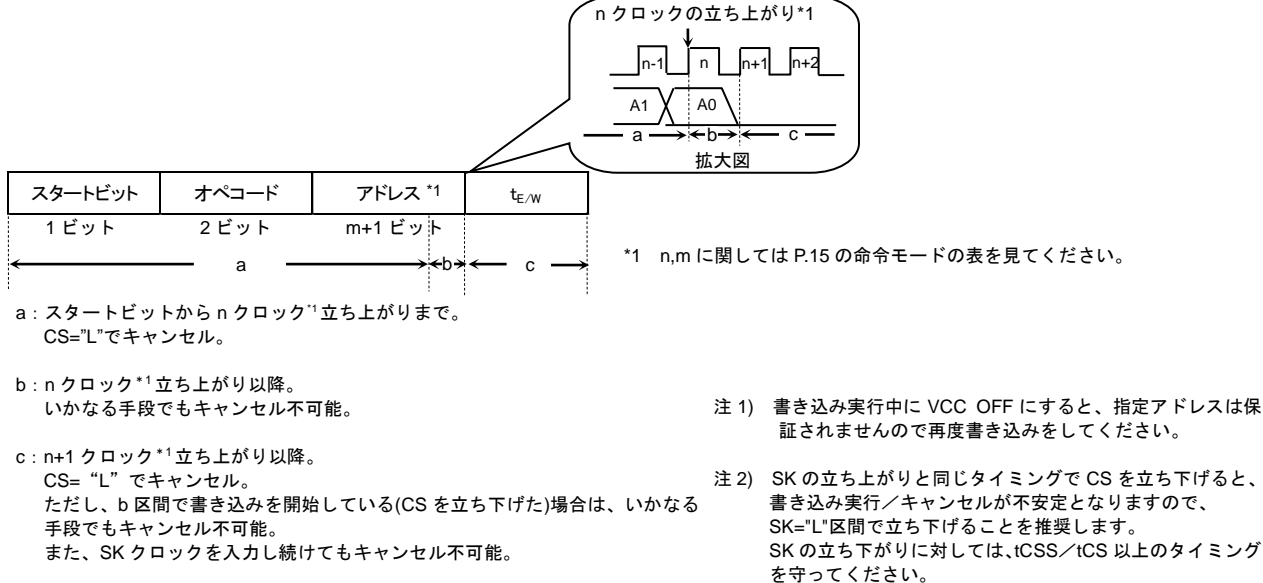 n クロックの立ち上がり*1
n-1 n n+1 n+2
A1 A0
a b c
拡大図
スタートビット オペコード アドレス *1 tE/W
1 ビット 2 ビット m+1 ビット
a b c
*1 n,m に関しては P.15 の命令モードの表を見てください。
a：スタートビットから n クロック*1 立ち上がりまで。
CS="L"でキャンセル。
b：n クロック*1 立ち上がり以降。
いかなる手段でもキャンセル不可能。
c：n+1 クロック*1 立ち上がり以降。
CS= “L” でキャンセル。
ただし、b 区間で書き込みを開始している(CS を立ち下げた)場合は、いかなる
手段でもキャンセル不可能。
また、SK クロックを入力し続けてもキャンセル不可能。
注 1) 書き込み実行中に VCC OFF にすると、指定アドレスは保
証されませんので再度書き込みをしてください。
注 2) SK の立ち上がりと同じタイミングで CS を立ち下げると、
書き込み実行／キャンセルが不安定となりますので、
SK="L"区間で立ち下げることを推奨します。
SK の立ち下がりに対しては、tCSS／tCS 以上のタイミング
を守ってください。